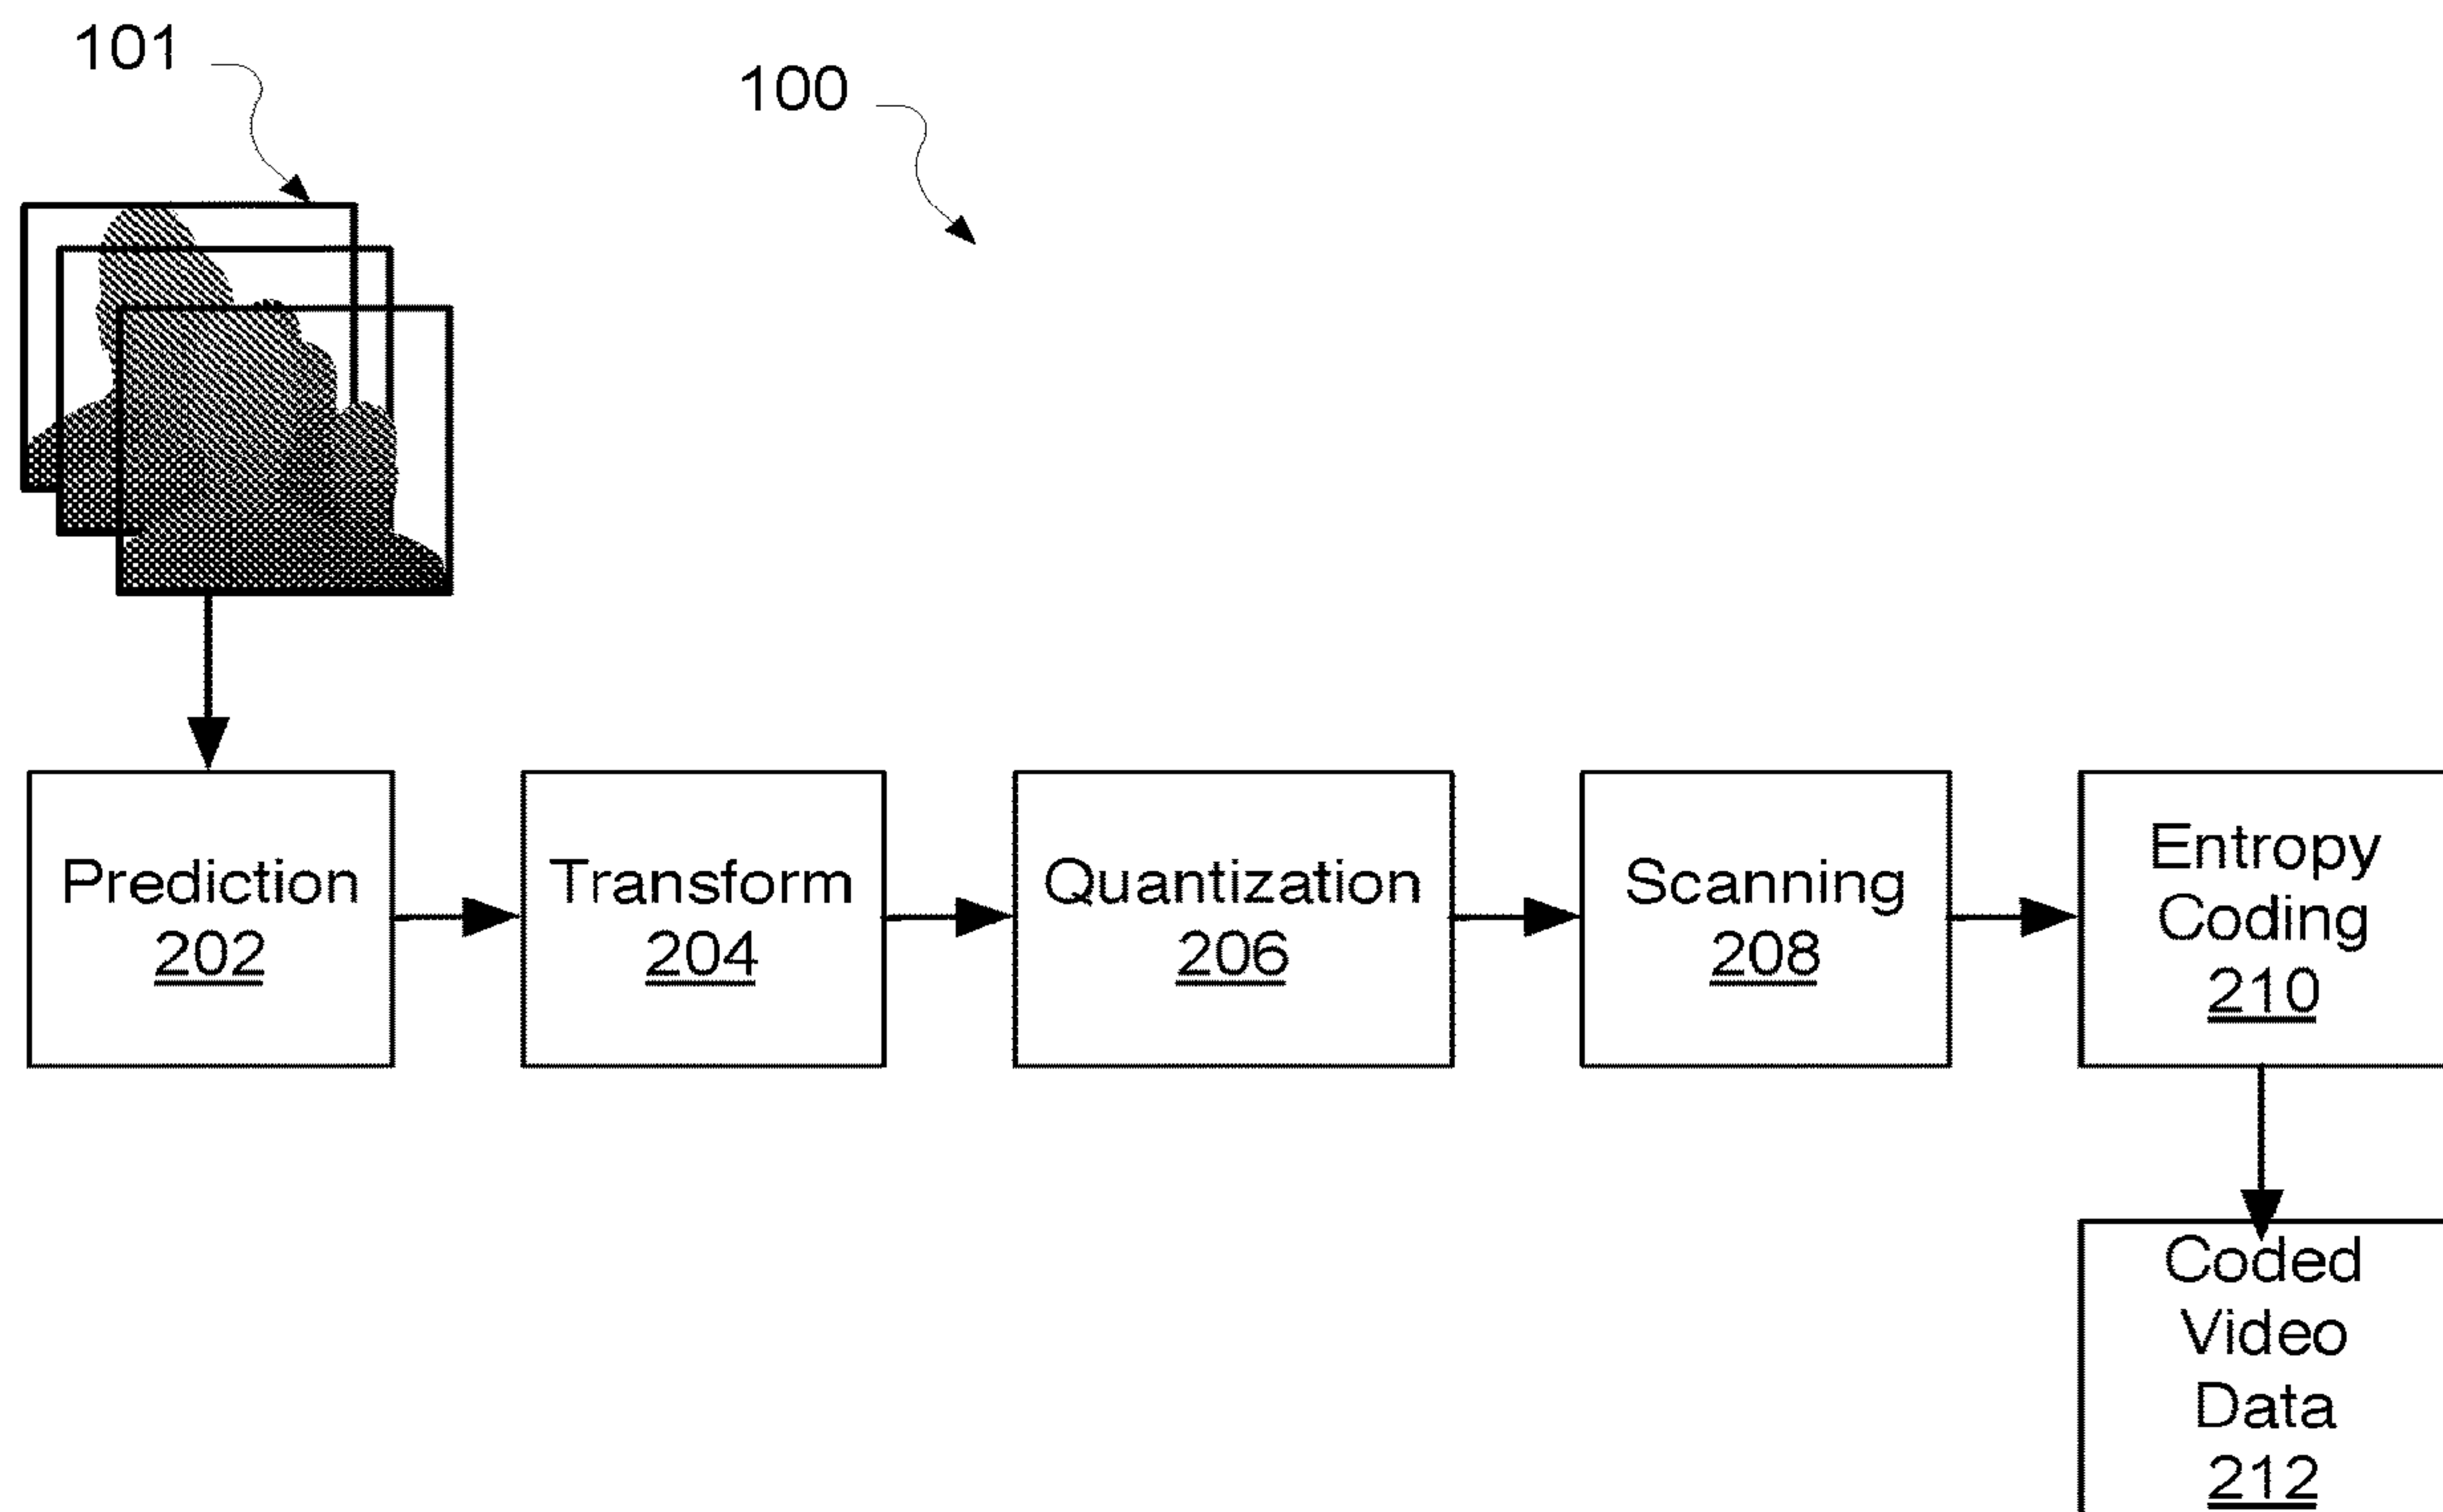 101
100
Prediction
202
Transform
204
Quantization
206
Scanning
208
Entropy
Coding
210
Coded
Video
Data
212